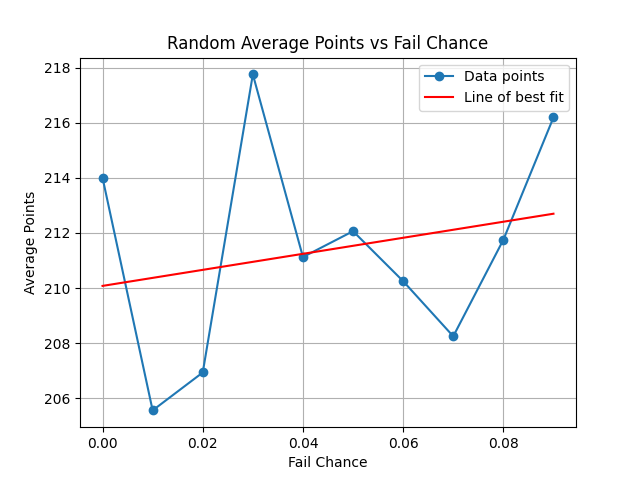 Random Average Points vs Fail Chance
Data points
Line of best fit
218
216
214
212
210
208
206
Average Points
0.00 0.02 0.04 0.06 0.08
Fail Chance